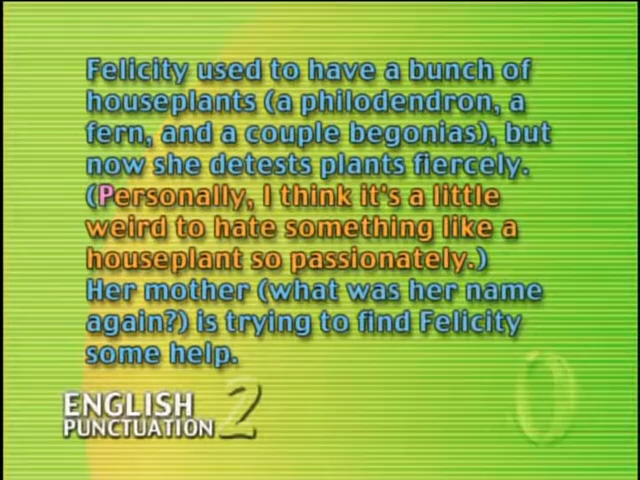 Felicity used to have a bunch of
houseplants (a philodendron, a
fern, and a couple begonias), but
now she detests plants fiercely.
(Personally, I think it's a little
weird to hate something like a
houseplant so passionately.)
Her mother (what was her name
again?) is trying to find Felicity
some help.
ENGLISH 2
PUNCTUATION
0